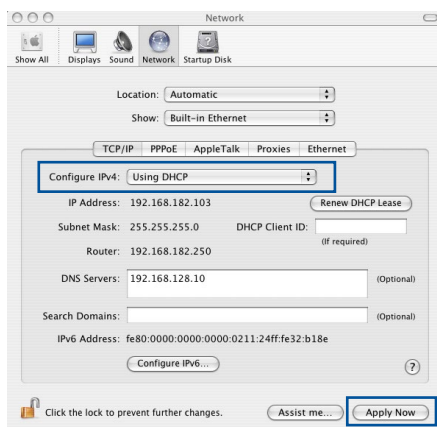 Network
Show All Displays Sound Network Startup Disk
Location: Automatic
Show: Built-in Ethernet
TCP/IP PPPoE AppleTalk Proxies Ethernet
Configure IPv4: Using DHCP
IP Address: 192.168.182.103 Renew DHCP Lease
Subnet Mask: 255.255.255.0 DHCP Client ID:
(If required)
Router: 192.168.182.250
DNS Servers: 192.168.128.10 (Optional)
Search Domains: (Optional)
IPv6 Address: fe80:0000:0000:0000:0211:24ff:fe32:b18e
Configure IPv6... ?
Click the lock to prevent further changes. Assist me... Apply Now